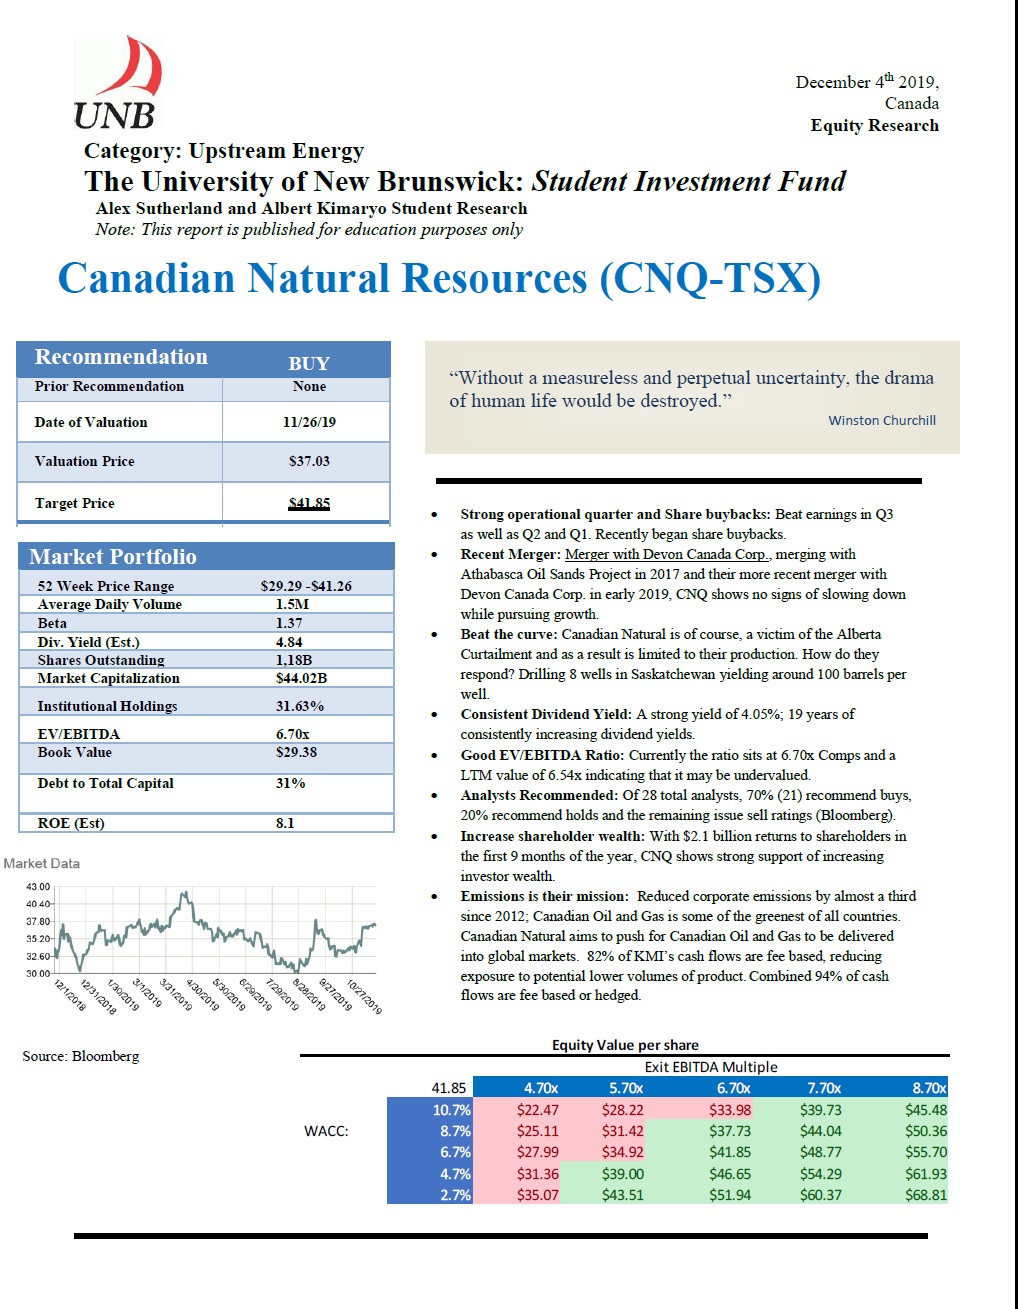 UNB
December 4th 2019,
Canada
Equity Research
Category: Upstream Energy
The University of New Brunswick: Student Investment Fund
Alex Sutherland and Albert Kimaryo Student Research
Note: This report is published for education purposes only
Canadian Natural Resources (CNQ-TSX)
Recommendation BUY
Prior Recommendation None
Date of Valuation 11/26/19
Valuation Price $37.03
Target Price $41.85
Market Portfolio
52 Week Price Range $29.29 -$41.26
Average Daily Volume 1.5M
Beta 1.37
Div. Yield (Est.) 4.84
Shares Outstanding 1,18B
Market Capitalization $44.02B
Institutional Holdings 31.63%
EV/EBITDA 6.70x
Book Value $29.38
Debt to Total Capital 31%
ROE (Est) 8.1
Market Data
43.00
40.40
37.80
35.20
32.60
30.00
12/1/2018 12/31/2018 1/30/2019 3/1/2019 3/31/2019 4/30/2019 5/30/2019 6/29/2019 7/29/2019 8/28/2019 9/27/2019 10/27/2019
Source: Bloomberg
“Without a measureless and perpetual uncertainty, the drama
of human life would be destroyed.”
Winston Churchill
• Strong operational quarter and Share buybacks: Beat earnings in Q3
as well as Q2 and Q1. Recently began share buybacks.
• Recent Merger: Merger with Devon Canada Corp., merging with
Athabasca Oil Sands Project in 2017 and their more recent merger with
Devon Canada Corp. in early 2019, CNQ shows no signs of slowing down
while pursuing growth.
• Beat the curve: Canadian Natural is of course, a victim of the Alberta
Curtailment and as a result is limited to their production. How do they
respond? Drilling 8 wells in Saskatchewan yielding around 100 barrels per
well.
• Consistent Dividend Yield: A strong yield of 4.05%; 19 years of
consistently increasing dividend yields.
• Good EV/EBITDA Ratio: Currently the ratio sits at 6.70x Comps and a
LTM value of 6.54x indicating that it may be undervalued.
• Analysts Recommended: Of 28 total analysts, 70% (21) recommend buys,
20% recommend holds and the remaining issue sell ratings (Bloomberg).
• Increase shareholder wealth: With $2.1 billion returns to shareholders in
the first 9 months of the year, CNQ shows strong support of increasing
investor wealth.
• Emissions is their mission: Reduced corporate emissions by almost a third
since 2012; Canadian Oil and Gas is some of the greenest of all countries.
Canadian Natural aims to push for Canadian Oil and Gas to be delivered
into global markets. 82% of KMI’s cash flows are fee based, reducing
exposure to potential lower volumes of product. Combined 94% of cash
flows are fee based or hedged.
Equity Value per share
Exit EBITDA Multiple
41.85 4.70x 5.70x 6.70x 7.70x 8.70x
10.7% $22.47 $28.22 $33.98 $39.73 $45.48
WACC: 8.7% $25.11 $31.42 $37.73 $44.04 $50.36
6.7% $27.99 $34.92 $41.85 $48.77 $55.70
4.7% $31.36 $39.00 $46.65 $54.29 $61.93
2.7% $35.07 $43.51 $51.94 $60.37 $68.81